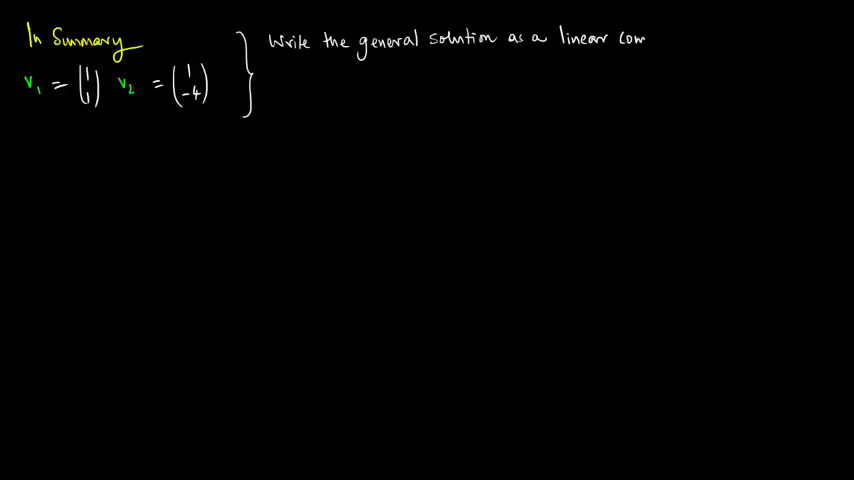 In Summary
v₁ = (1 1) v₂ = (1 -4)
Write the general solution as a linear com